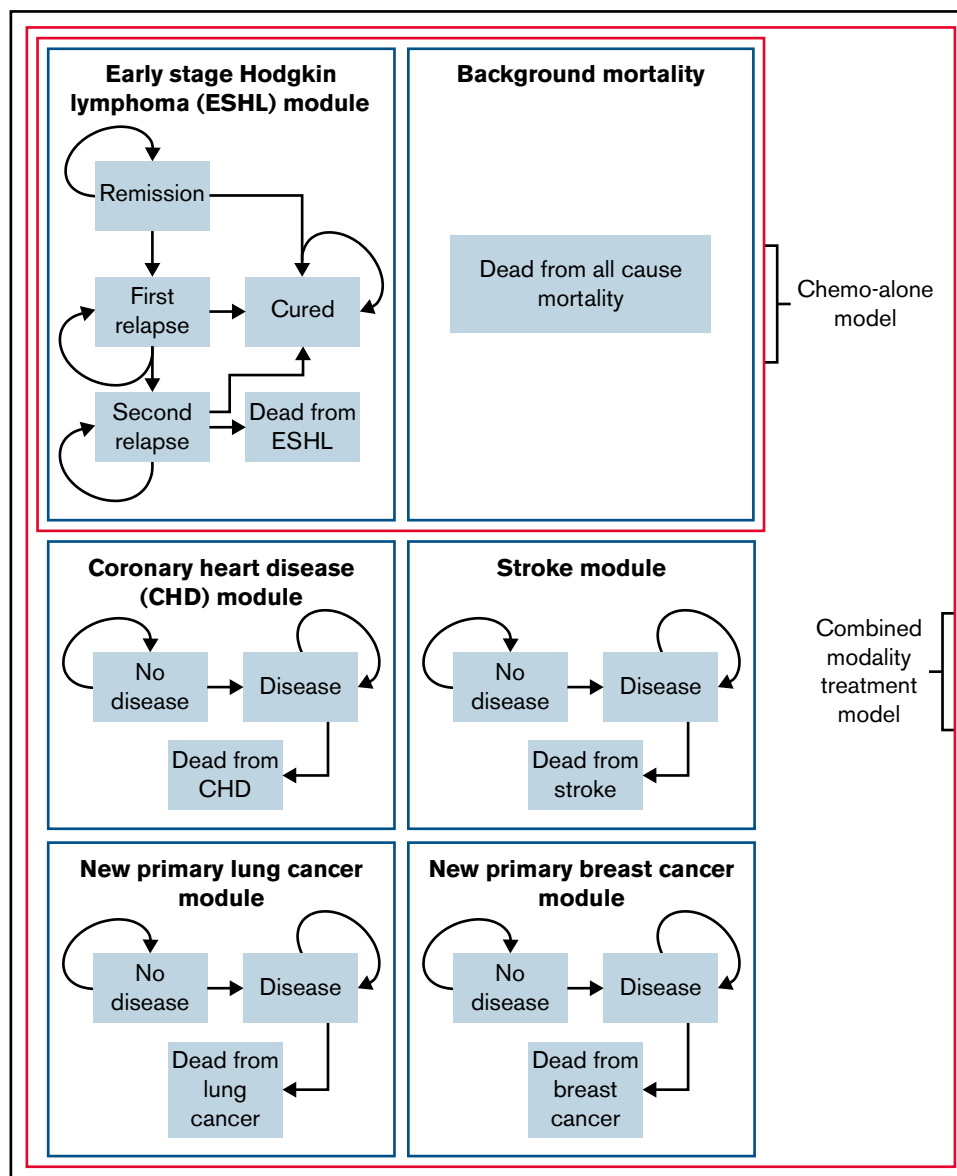 Early stage Hodgkin
lymphoma (ESHL) module
Remission
First
relapse
Cured
Second
relapse
Dead from
ESHL
Background mortality
Dead from all cause
mortality
Chemo-alone
model
Coronary heart disease
(CHD) module
No
disease
Disease
Dead from
CHD
Stroke module
No
disease
Disease
Dead from
stroke
Combined
modality
treatment
model
New primary lung cancer
module
No
disease
Disease
Dead from
lung
cancer
New primary breast cancer
module
No
disease
Disease
Dead from
breast
cancer